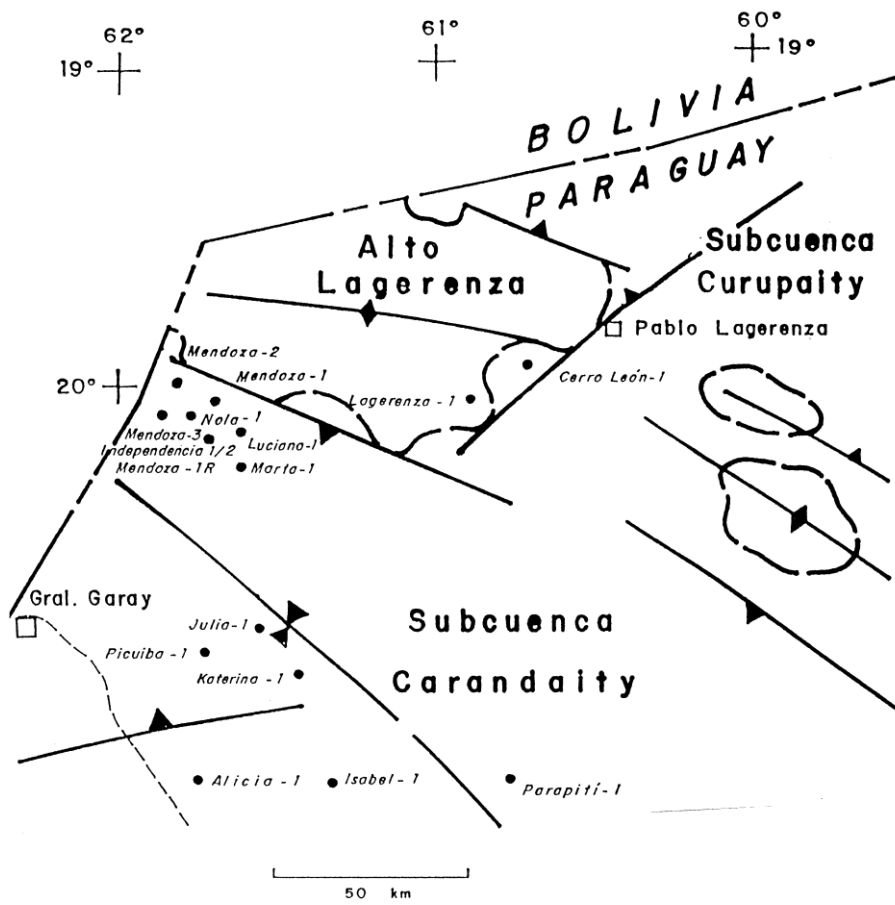 62°
61°
60°
19°
19°
BOLIVIA
PARAGUAY
Alto
Lagerenza
Subcuenca
Curupaity
Pablo Lagerenza
Mendoza-2
20°
Mendoza-1
Lagerenza-1
Cerro León-1
Nola-1
Mendoza-3
Luciana-1
Independencia 1/2
Mendoza-1R
Marta-1
Gral. Garay
Julia-1
Subcuenca
Picuiba-1
Katerina-1
Carandaity
Alicia-1
Isabel-1
Parapití-1
50 km